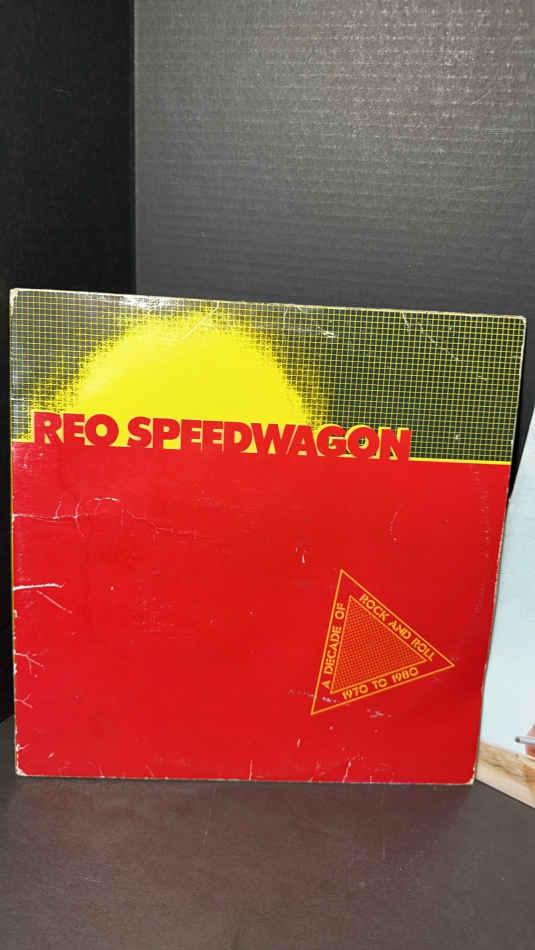 REO SPEEDWAGON
A DECADE OF
ROCK AND ROLL
1970 TO 1980